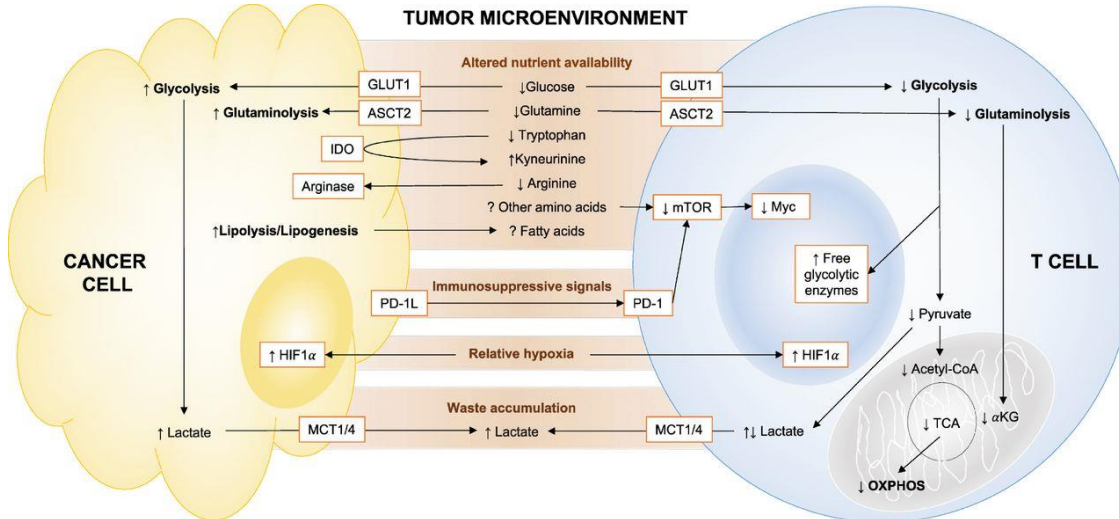 TUMOR MICROENVIRONMENT
Altered nutrient availability
↑ Glycolysis
GLUT1
↓Glucose
GLUT1
↓ Glycolysis
↑ Glutaminolysis
ASCT2
↓Glutamine
ASCT2
↓ Glutaminolysis
IDO
↓ Tryptophan
↑Kyneurinine
Arginase
↓ Arginine
? Other amino acids
↓ mTOR
↓ Myc
↑Lipolysis/Lipogenesis
? Fatty acids
CANCER
CELL
T CELL
↑ Free
glycolytic
enzymes
Immunosuppressive signals
PD-1L
PD-1
↓ Pyruvate
↑ HIF1α
Relative hypoxia
↑ HIF1α
↓ Acetyl-CoA
Waste accumulation
↓ TCA
↓ αKG
↑ Lactate
MCT1/4
↑ Lactate
MCT1/4
↑↓ Lactate
↓ OXPHOS